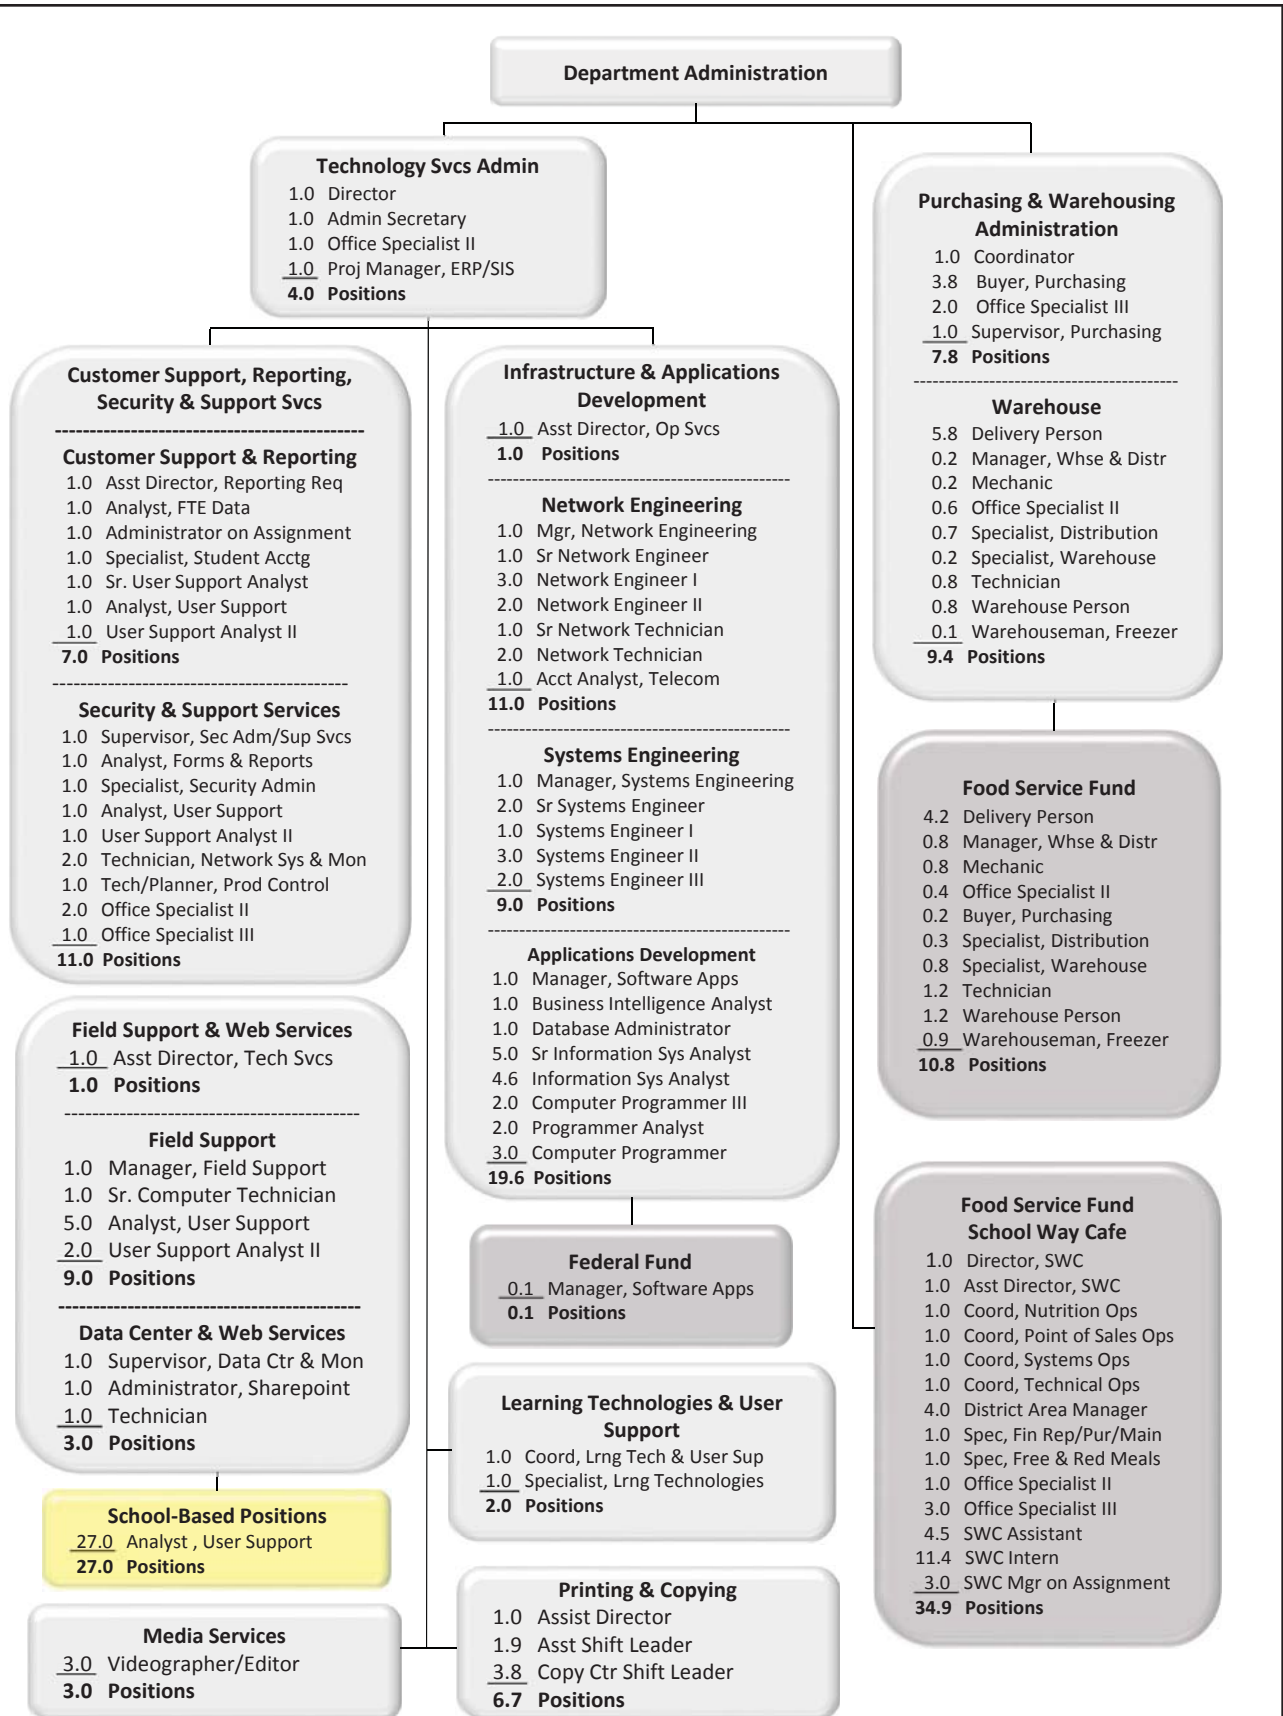 Department Administration
Technology Svcs Admin
1.0 Director
1.0 Admin Secretary
1.0 Office Specialist II
1.0 Proj Manager, ERP/SIS
4.0 Positions
Customer Support, Reporting,
Security & Support Svcs
---------------------------------------------
Customer Support & Reporting
1.0 Asst Director, Reporting Req
1.0 Analyst, FTE Data
1.0 Administrator on Assignment
1.0 Specialist, Student Acctg
1.0 Sr. User Support Analyst
1.0 Analyst, User Support
1.0 User Support Analyst II
7.0 Positions
---------------------------------------------
Security & Support Services
1.0 Supervisor, Sec Adm/Sup Svcs
1.0 Analyst, Forms & Reports
1.0 Specialist, Security Admin
1.0 Analyst, User Support
1.0 User Support Analyst II
2.0 Technician, Network Sys & Mon
1.0 Tech/Planner, Prod Control
2.0 Office Specialist II
1.0 Office Specialist III
11.0 Positions
Field Support & Web Services
1.0 Asst Director, Tech Svcs
1.0 Positions
---------------------------------------------
Field Support
1.0 Manager, Field Support
1.0 Sr. Computer Technician
5.0 Analyst, User Support
2.0 User Support Analyst II
9.0 Positions
---------------------------------------------
Data Center & Web Services
1.0 Supervisor, Data Ctr & Mon
1.0 Administrator, Sharepoint
1.0 Technician
3.0 Positions
School-Based Positions
27.0 Analyst , User Support
27.0 Positions
Media Services
3.0 Videographer/Editor
3.0 Positions
Infrastructure & Applications
Development
1.0 Asst Director, Op Svcs
1.0 Positions
---------------------------------------------
Network Engineering
1.0 Mgr, Network Engineering
1.0 Sr Network Engineer
3.0 Network Engineer I
2.0 Network Engineer II
1.0 Sr Network Technician
2.0 Network Technician
1.0 Acct Analyst, Telecom
11.0 Positions
---------------------------------------------
Systems Engineering
1.0 Manager, Systems Engineering
2.0 Sr Systems Engineer
1.0 Systems Engineer I
3.0 Systems Engineer II
2.0 Systems Engineer III
9.0 Positions
---------------------------------------------
Applications Development
1.0 Manager, Software Apps
1.0 Business Intelligence Analyst
1.0 Database Administrator
5.0 Sr Information Sys Analyst
4.6 Information Sys Analyst
2.0 Computer Programmer III
2.0 Programmer Analyst
3.0 Computer Programmer
19.6 Positions
Federal Fund
0.1 Manager, Software Apps
0.1 Positions
Learning Technologies & User
Support
1.0 Coord, Lrng Tech & User Sup
1.0 Specialist, Lrng Technologies
2.0 Positions
Printing & Copying
1.0 Assist Director
1.9 Asst Shift Leader
3.8 Copy Ctr Shift Leader
6.7 Positions
Purchasing & Warehousing
Administration
1.0 Coordinator
3.8 Buyer, Purchasing
2.0 Office Specialist III
1.0 Supervisor, Purchasing
7.8 Positions
---------------------------------------------
Warehouse
5.8 Delivery Person
0.2 Manager, Whse & Distr
0.2 Mechanic
0.6 Office Specialist II
0.7 Specialist, Distribution
0.2 Specialist, Warehouse
0.8 Technician
0.8 Warehouse Person
0.1 Warehouseman, Freezer
9.4 Positions
Food Service Fund
4.2 Delivery Person
0.8 Manager, Whse & Distr
0.8 Mechanic
0.4 Office Specialist II
0.2 Buyer, Purchasing
0.3 Specialist, Distribution
0.8 Specialist, Warehouse
1.2 Technician
1.2 Warehouse Person
0.9 Warehouseman, Freezer
10.8 Positions
Food Service Fund
School Way Cafe
1.0 Director, SWC
1.0 Asst Director, SWC
1.0 Coord, Nutrition Ops
1.0 Coord, Point of Sales Ops
1.0 Coord, Systems Ops
1.0 Coord, Technical Ops
4.0 District Area Manager
1.0 Spec, Fin Rep/Pur/Main
1.0 Spec, Free & Red Meals
1.0 Office Specialist II
3.0 Office Specialist III
4.5 SWC Assistant
11.4 SWC Intern
3.0 SWC Mgr on Assignment
34.9 Positions